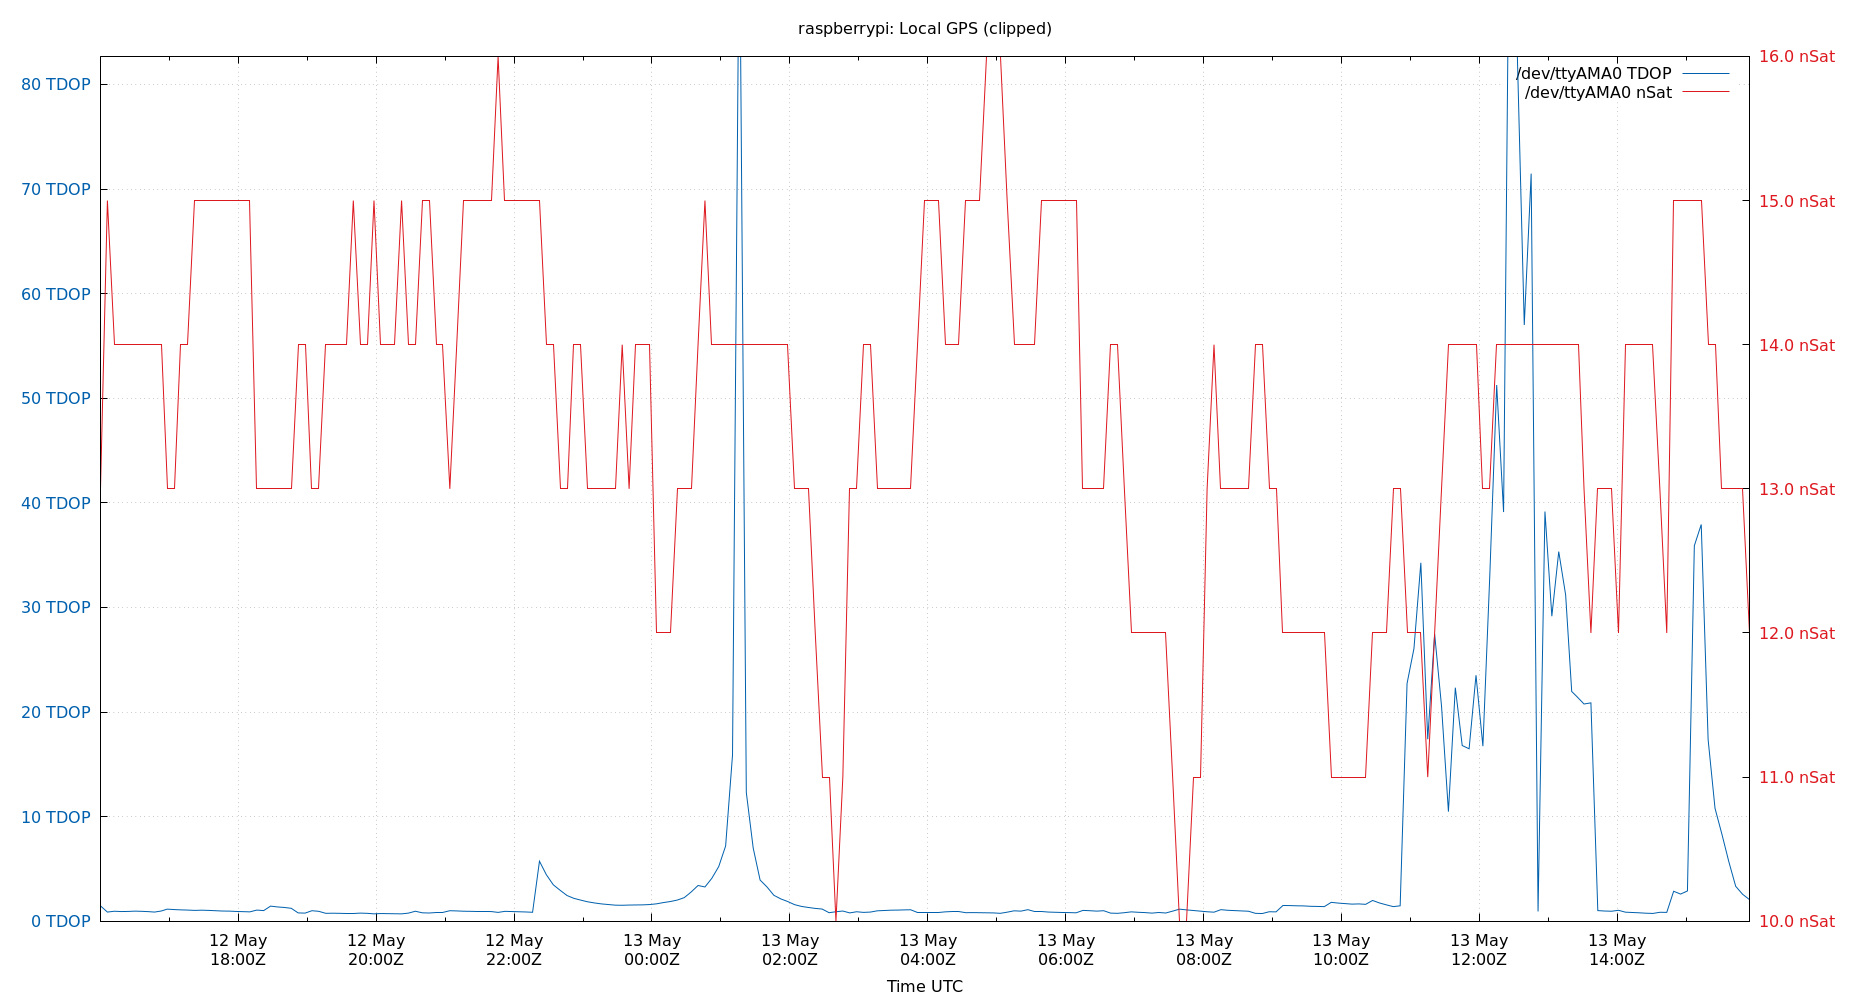 raspberrypi: Local GPS (clipped)
80 TDOP
70 TDOP
60 TDOP
50 TDOP
40 TDOP
30 TDOP
20 TDOP
10 TDOP
0 TDOP
16.0 nSat
15.0 nSat
14.0 nSat
13.0 nSat
12.0 nSat
11.0 nSat
10.0 nSat
/dev/ttyAMA0 TDOP
/dev/ttyAMA0 nSat
12 May
18:00Z
12 May
20:00Z
12 May
22:00Z
13 May
00:00Z
13 May
02:00Z
13 May
04:00Z
13 May
06:00Z
13 May
08:00Z
13 May
10:00Z
13 May
12:00Z
13 May
14:00Z
Time UTC